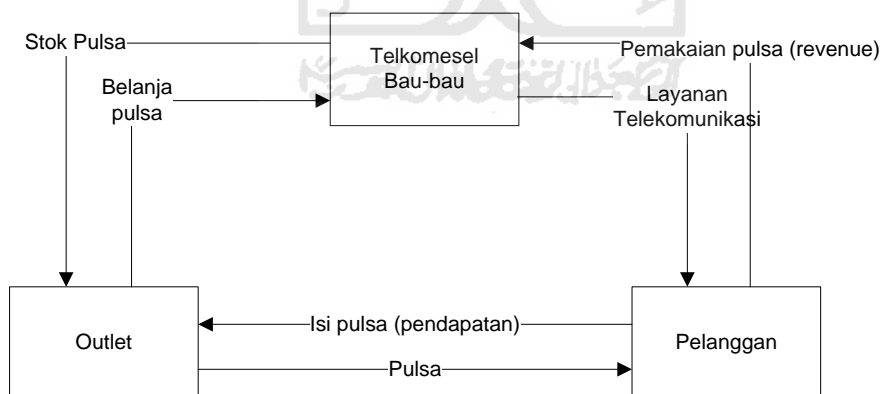 Stok Pulsa
Telkomesel
Bau-bau
Pemakaian pulsa (revenue)
Belanja
pulsa
Layanan
Telekomunikasi
Outlet
Isi pulsa (pendapatan)
Pulsa
Pelanggan